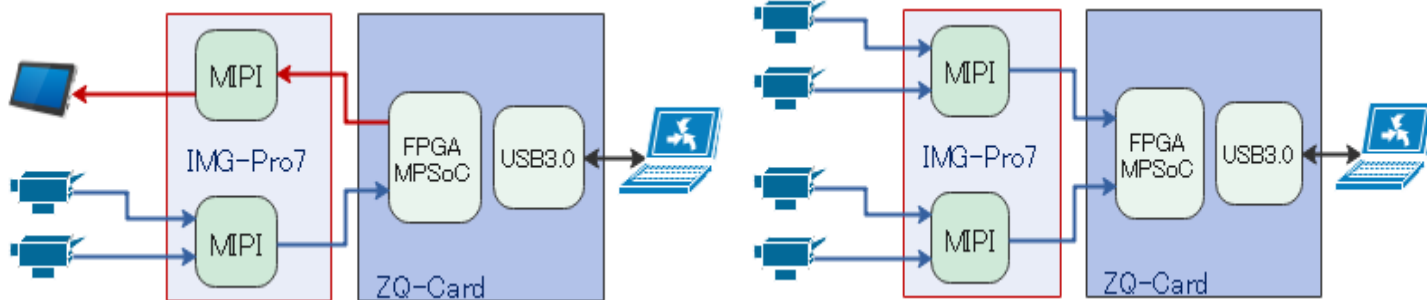 MIPI
IMG-Pro7
MIPI
FPGA
MPSoC
USB3.0
ZQ-Card
MIPI
IMG-Pro7
MIPI
FPGA
MPSoC
USB3.0
ZQ-Card